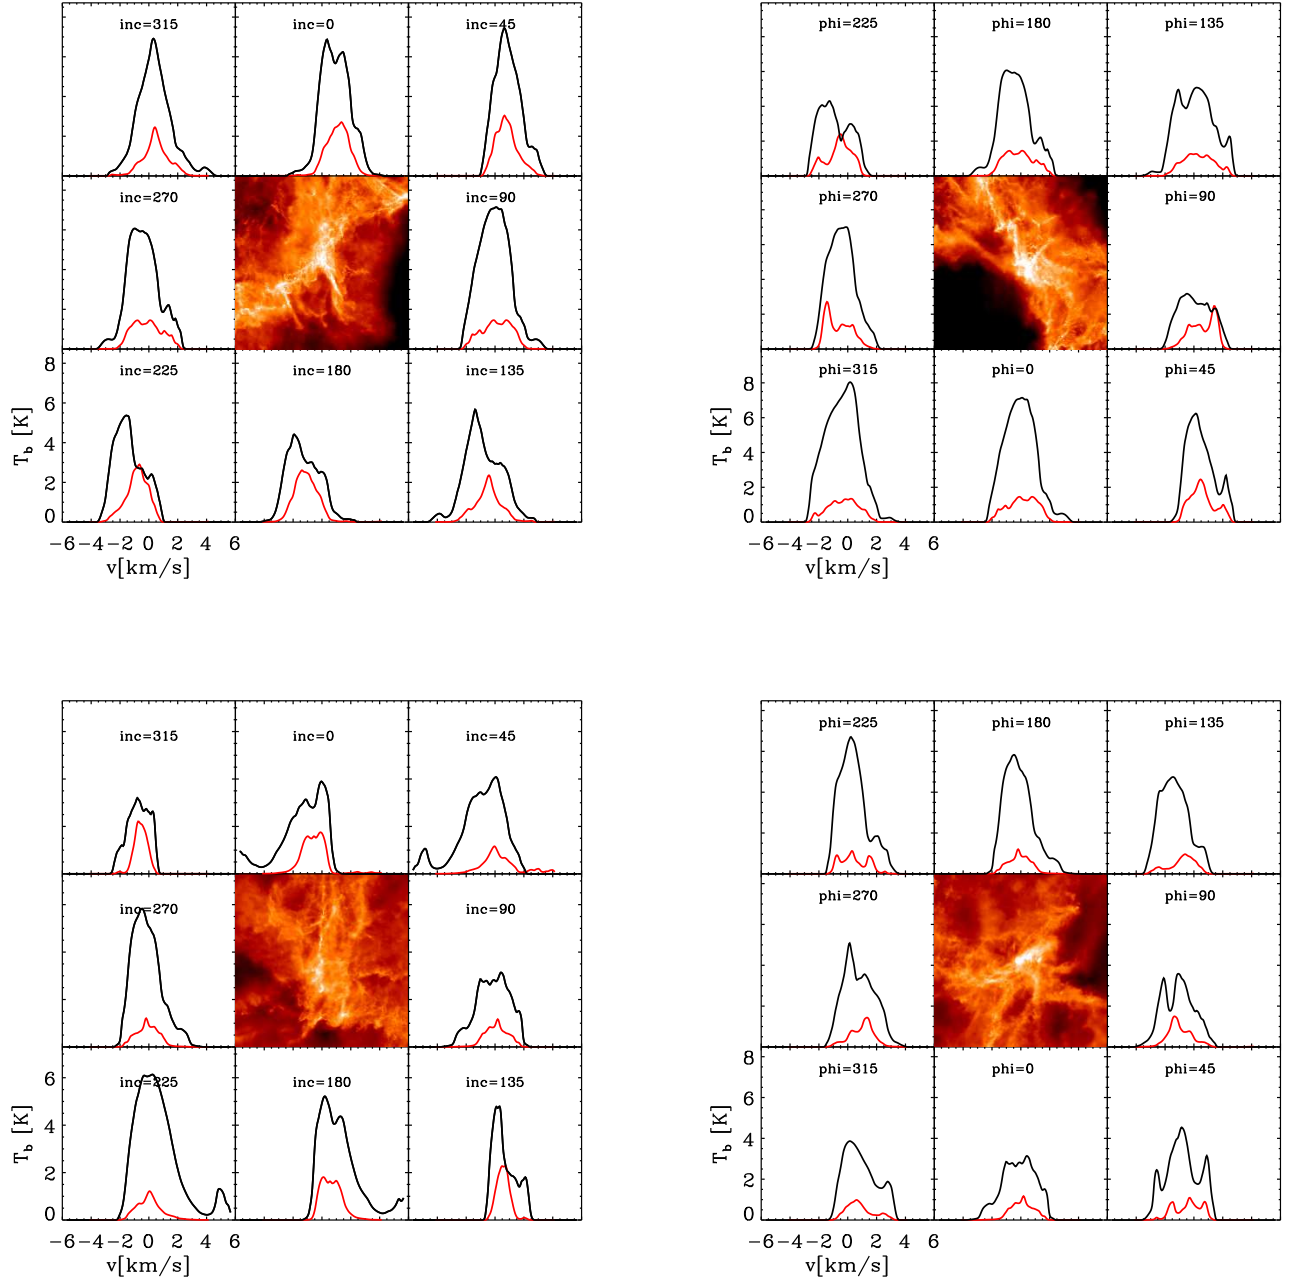 inc=315 inc=0 inc=45
inc=270 inc=90
inc=225 inc=180 inc=135
8
6
4
2
0
T_b [K]
-6 -4 -2 0 2 4 6
v[km/s]
phi=225 phi=180 phi=135
phi=270 phi=90
phi=315 phi=0 phi=45
8
6
4
2
0
T_b [K]
-6 -4 -2 0 2 4 6
v[km/s]
inc=315 inc=0 inc=45
inc=270 inc=90
inc=225 inc=180 inc=135
6
4
2
0
T_b [K]
-6 -4 -2 0 2 4 6
v[km/s]
phi=225 phi=180 phi=135
phi=270 phi=90
phi=315 phi=0 phi=45
8
6
4
2
0
T_b [K]
-6 -4 -2 0 2 4 6
v[km/s]